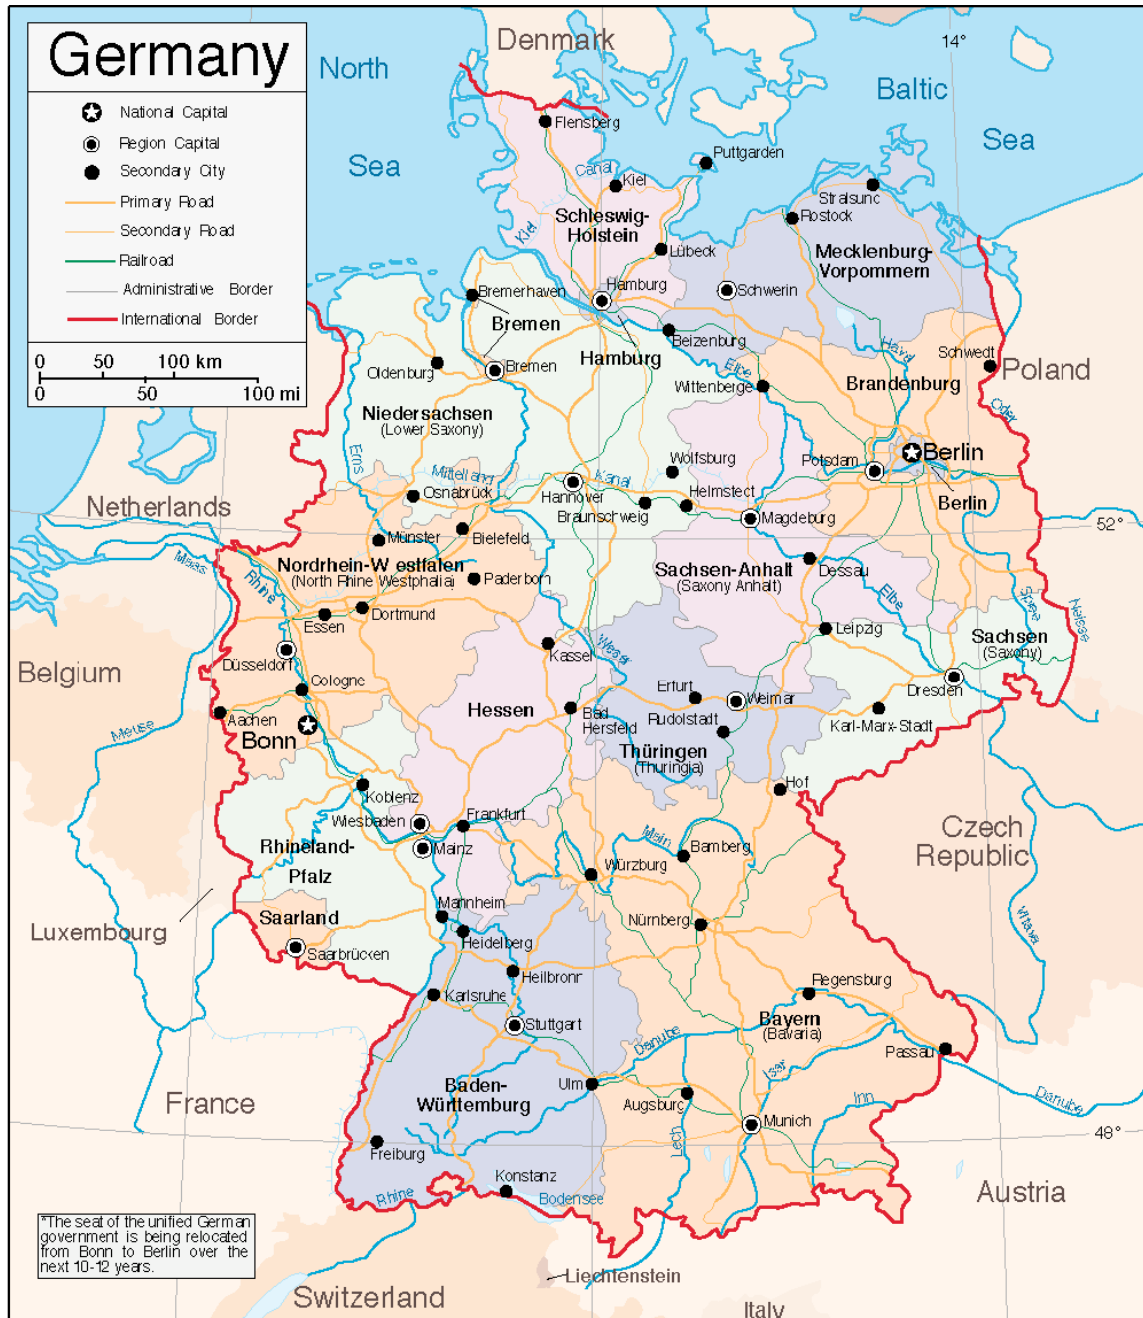 Germany
National Capital
Region Capital
Secondary City
Primary Road
Secondary Road
Railroad
Administrative Border
International Border
0 50 100 km
0 50 100 mi
Denmark
14°
North
Sea
Baltic
Sea
Flensberg
Puttgarden
Canal
Kiel
Kiel
Schleswig-
Holstein
Stralsund
Rostock
Mecklenburg-
Vorpommern
Lübeck
Hamburg
Schwerin
Bremerhaven
Bremen
Hamburg
Beizenburg
Elbe
Havel
Schwedt
Poland
Oldenburg
Bremen
Wittenberge
Brandenburg
Oder
Niedersachsen
(Lower Saxony)
Ems
Mittelland
Kanal
Wolfsburg
Potsdam
Berlin
Berlin
Netherlands
Osnabrück
Hannover
Helmstect
Braunschweig
Magdeburg
52°
Münster
Bielefeld
Maas
Rhine
Nordrhein-W estfalen
(North Rhine Westphalia)
Paderborn
Sachsen-Anhalt
(Saxony Anhalt)
Dessau
Elbe
Spee
Neisse
Essen
Dortmund
Leipzig
Sachsen
(Saxony)
Düsseldorf
Kassel
Weser
Belgium
Cologne
Erfurt
Weimar
Dresden
Aachen
Hessen
Bad
Hersfeld
Rudolstadt
Karl-Marx-Stadt
Meuse
Bonn
Thüringen
(Thuringia)
Koblenz
Hof
Wiesbaden
Frankfurt
Mainz
Main
Bamberg
Czech
Republic
Rhineland-
Pfalz
Würzburg
Saarland
Mannheim
Nürnberg
Vltava
Luxembourg
Saarbrücken
Heidelberg
Heilbronn
Regensburg
Karlsruhe
Stuttgart
Bayern
(Bavaria)
Danube
Passau
Isar
Baden-
Württemburg
Ulm
Augsburg
Inn
Danube
France
Lech
Munich
48°
Freiburg
Konstanz
Rhine
Bodensee
Austria
*The seat of the unified German
government is being relocated
from Bonn to Berlin over the
next 10-12 years.
Liechtenstein
Switzerland
Italy